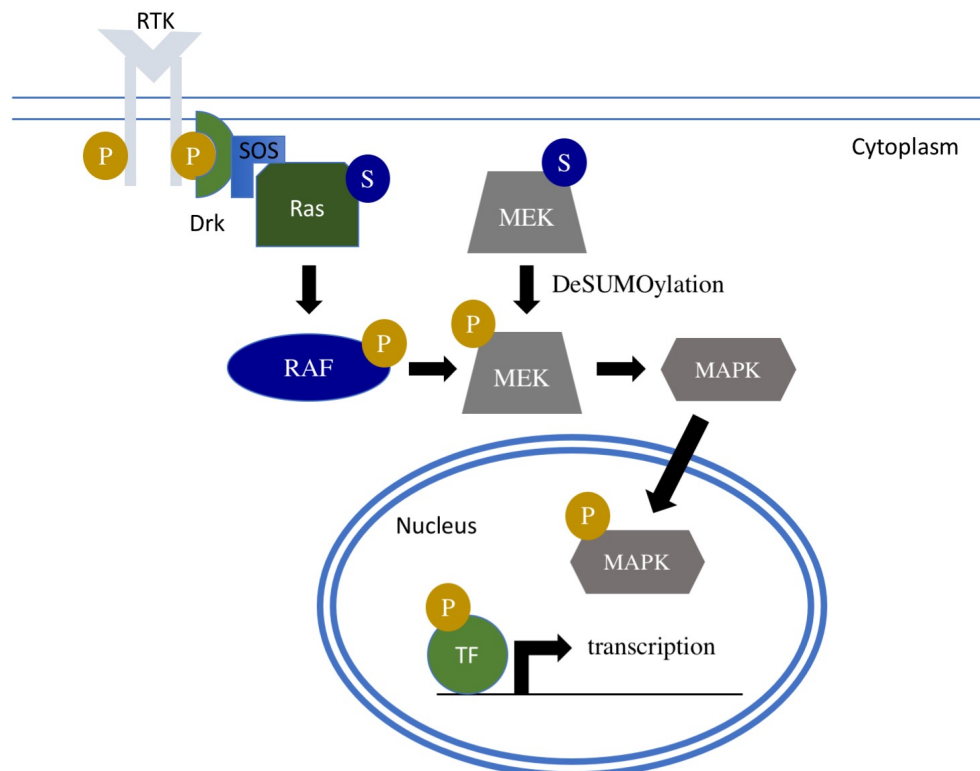 RTK
Cytoplasm
P
P
SOS
S
S
Drk
Ras
MEK
DeSUMOylation
P
P
RAF
MEK
MAPK
Nucleus
P
MAPK
P
TF
transcription